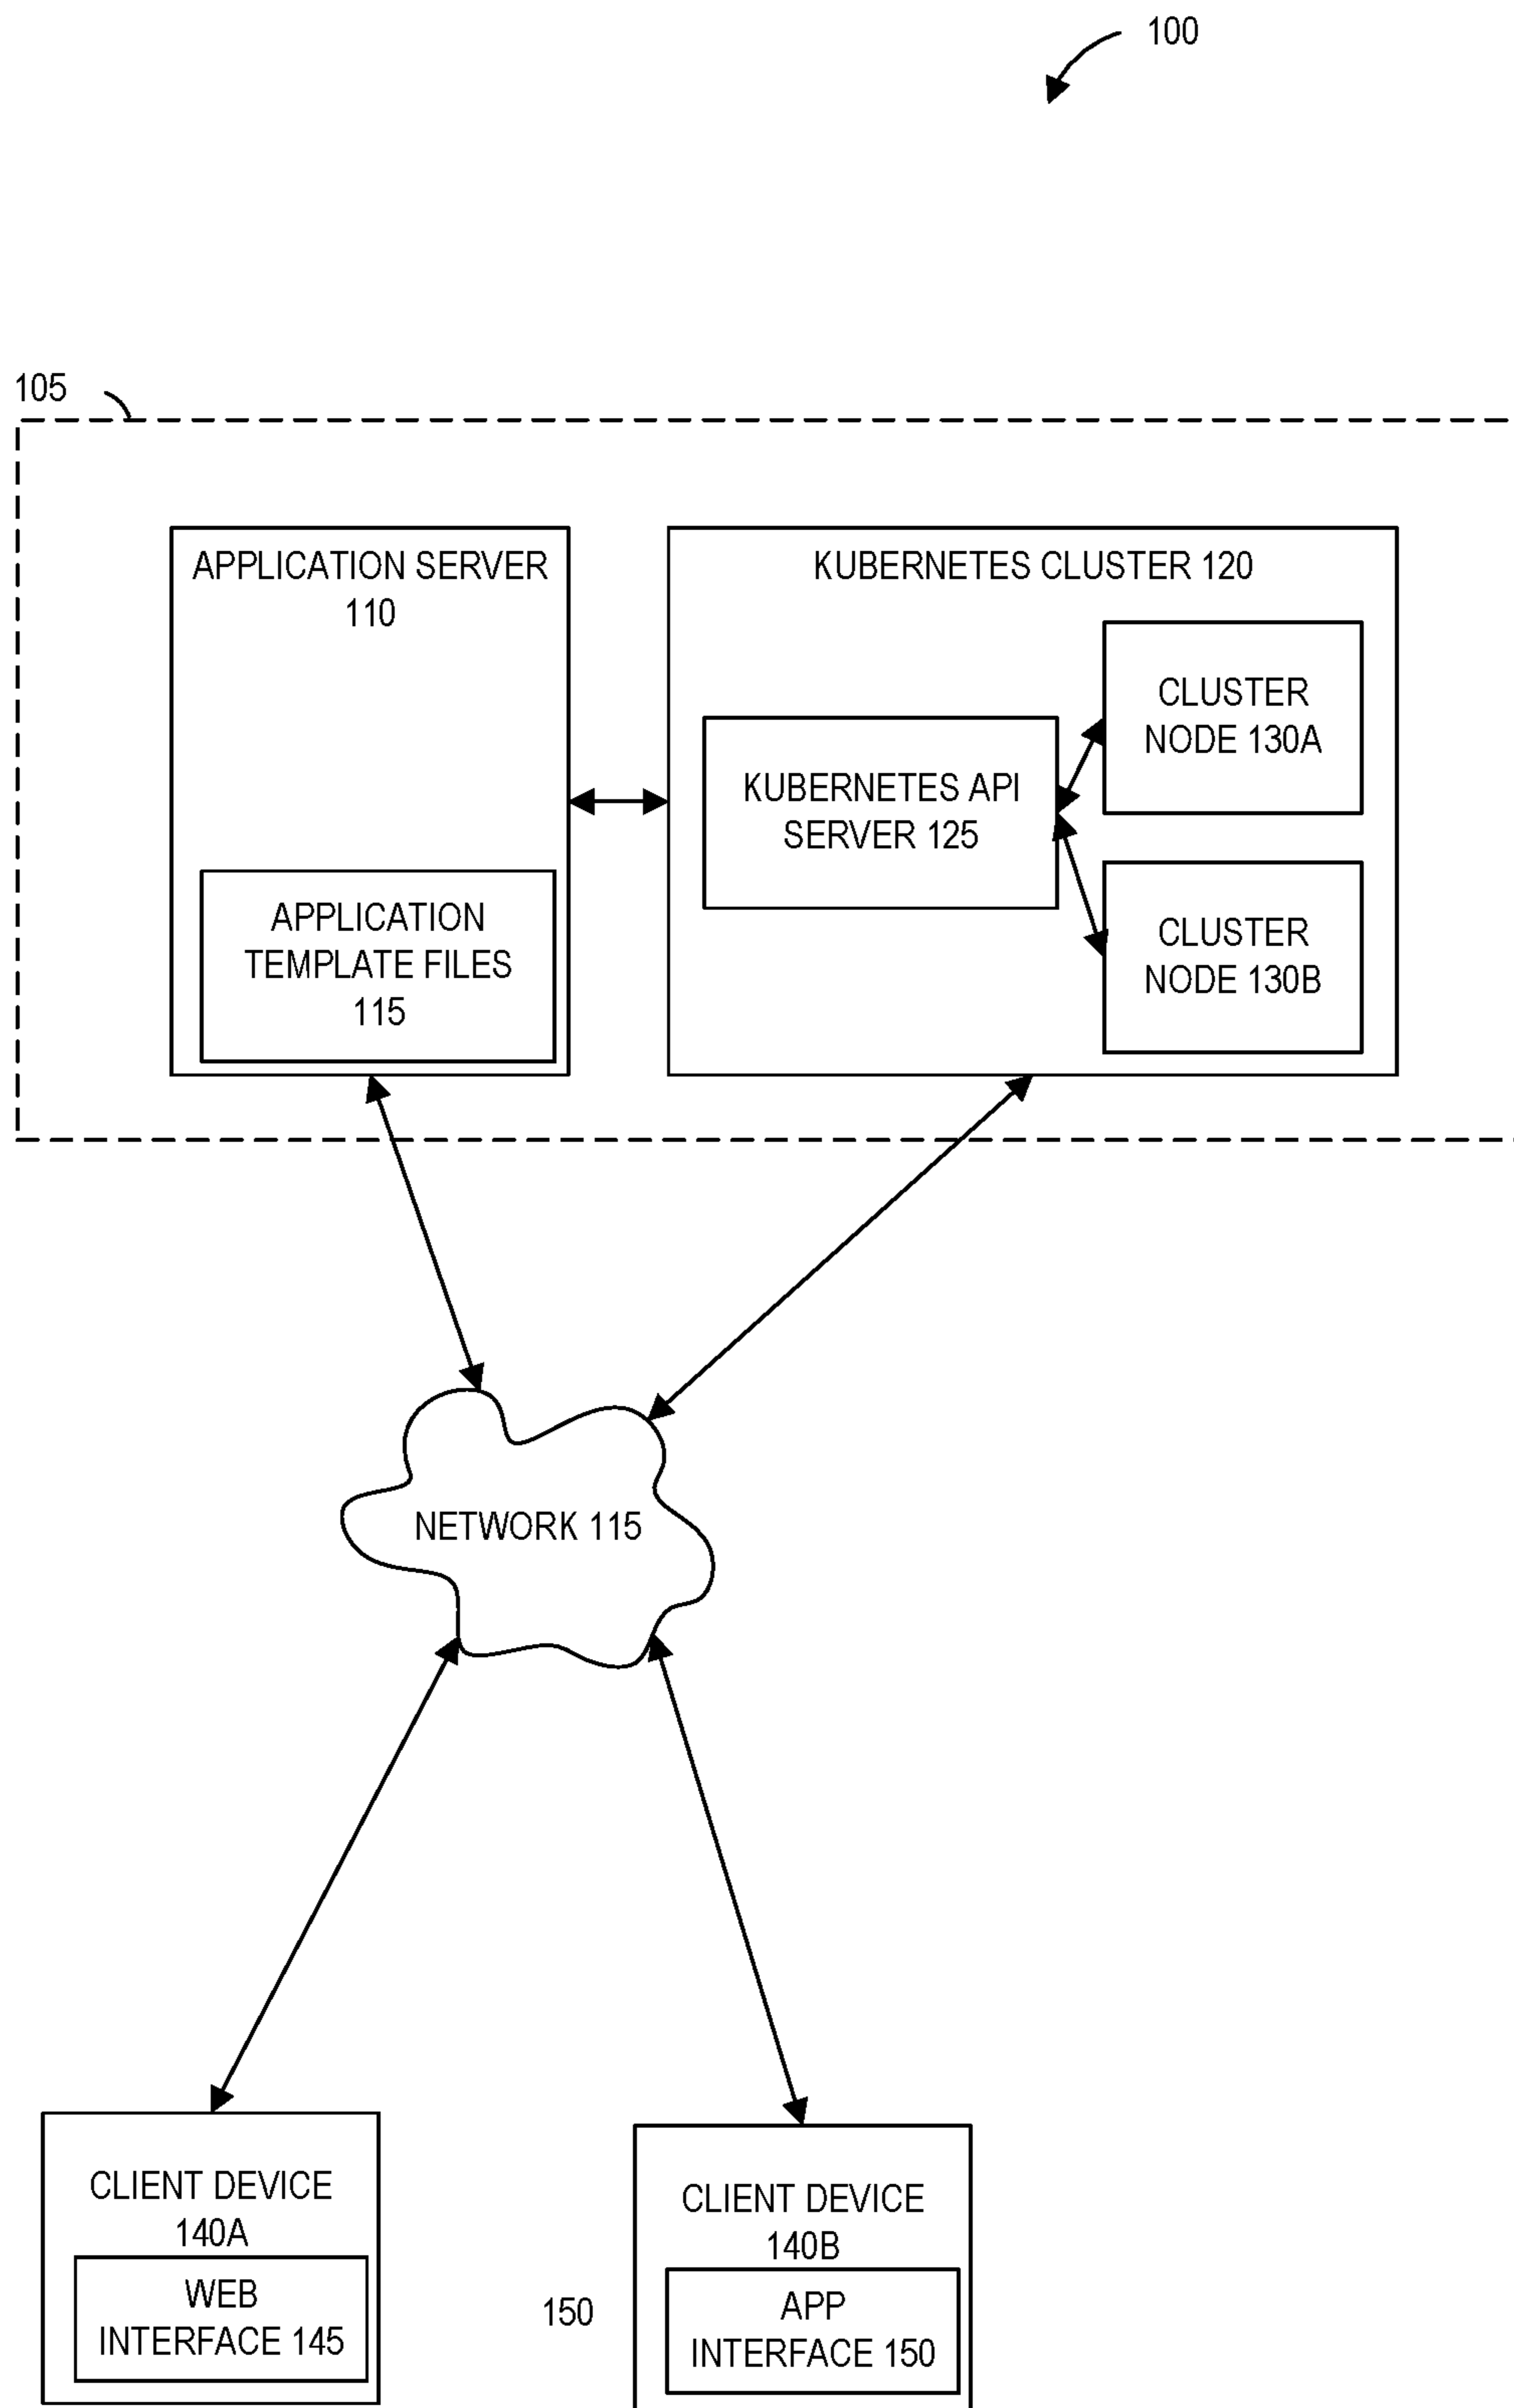 100
105
APPLICATION SERVER
110
KUBERNETES CLUSTER 120
CLUSTER
NODE 130A
KUBERNETES API
SERVER 125
APPLICATION
TEMPLATE FILES
115
CLUSTER
NODE 130B
NETWORK 115
CLIENT DEVICE
140A
WEB
INTERFACE 145
CLIENT DEVICE
140B
150
APP
INTERFACE 150